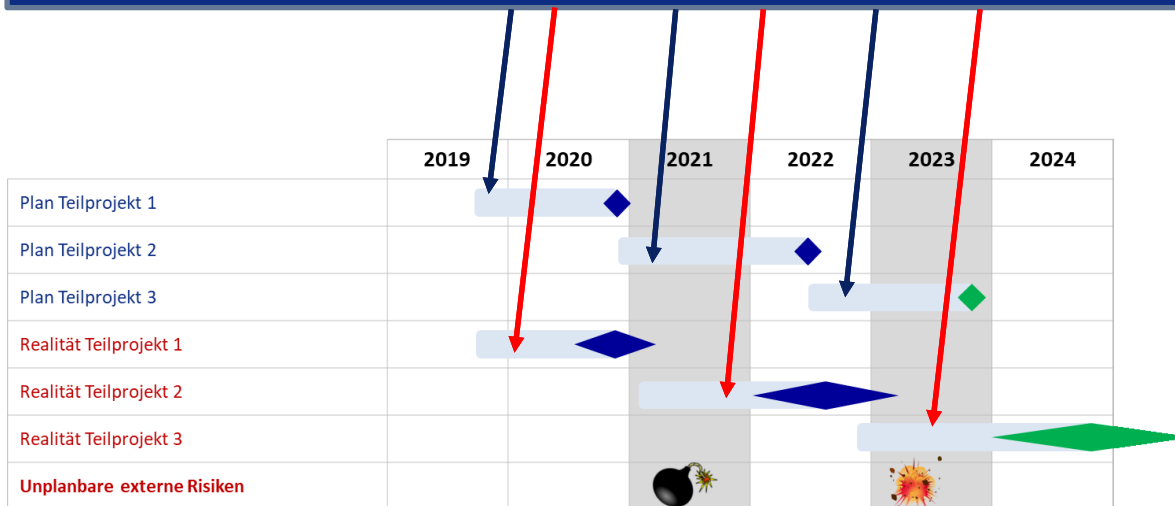 2019 2020 2021 2022 2023 2024
Plan Teilprojekt 1
Plan Teilprojekt 2
Plan Teilprojekt 3
Realität Teilprojekt 1
Realität Teilprojekt 2
Realität Teilprojekt 3
Unplanbare externe Risiken